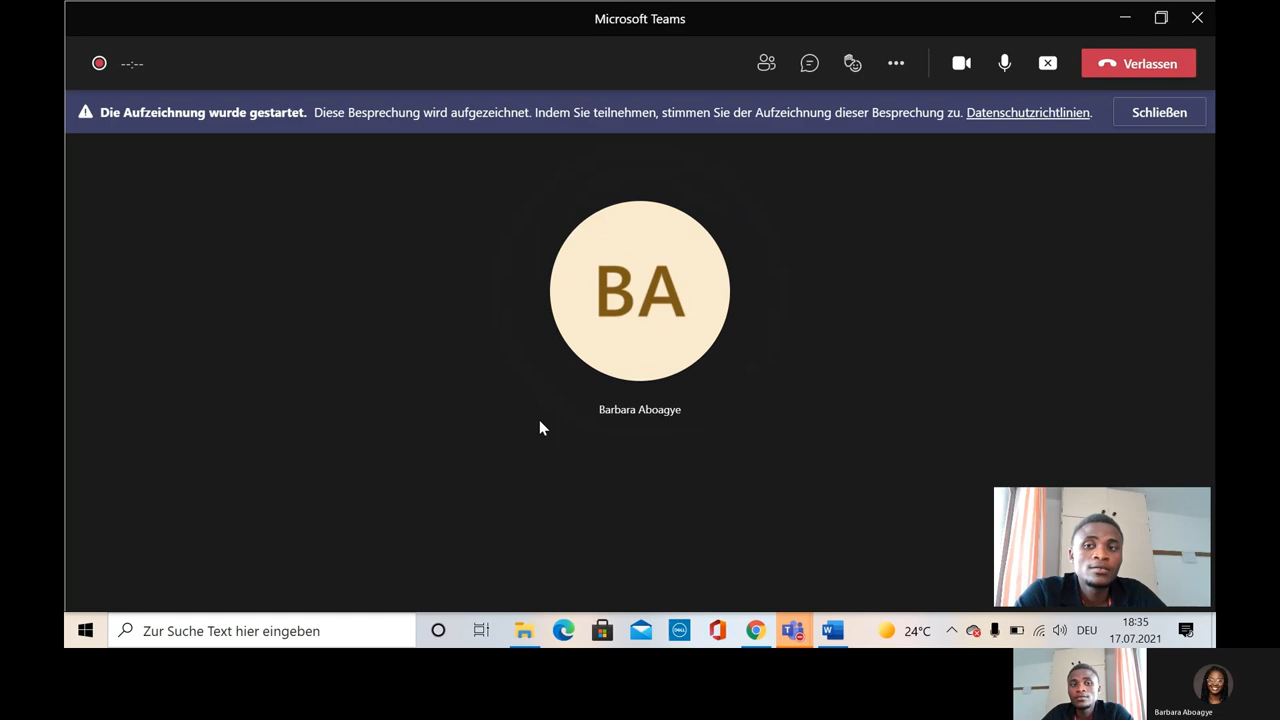 Microsoft Teams
--:--
Verlassen
Die Aufzeichnung wurde gestartet. Diese Besprechung wird aufgezeichnet. Indem Sie teilnehmen, stimmen Sie der Aufzeichnung dieser Besprechung zu. Datenschutzrichtlinien.
Schließen
BA
Barbara Aboagye
Zur Suche Text hier eingeben
DELL
24°C
DEU
18:35
17.07.2021
Barbara Aboagye